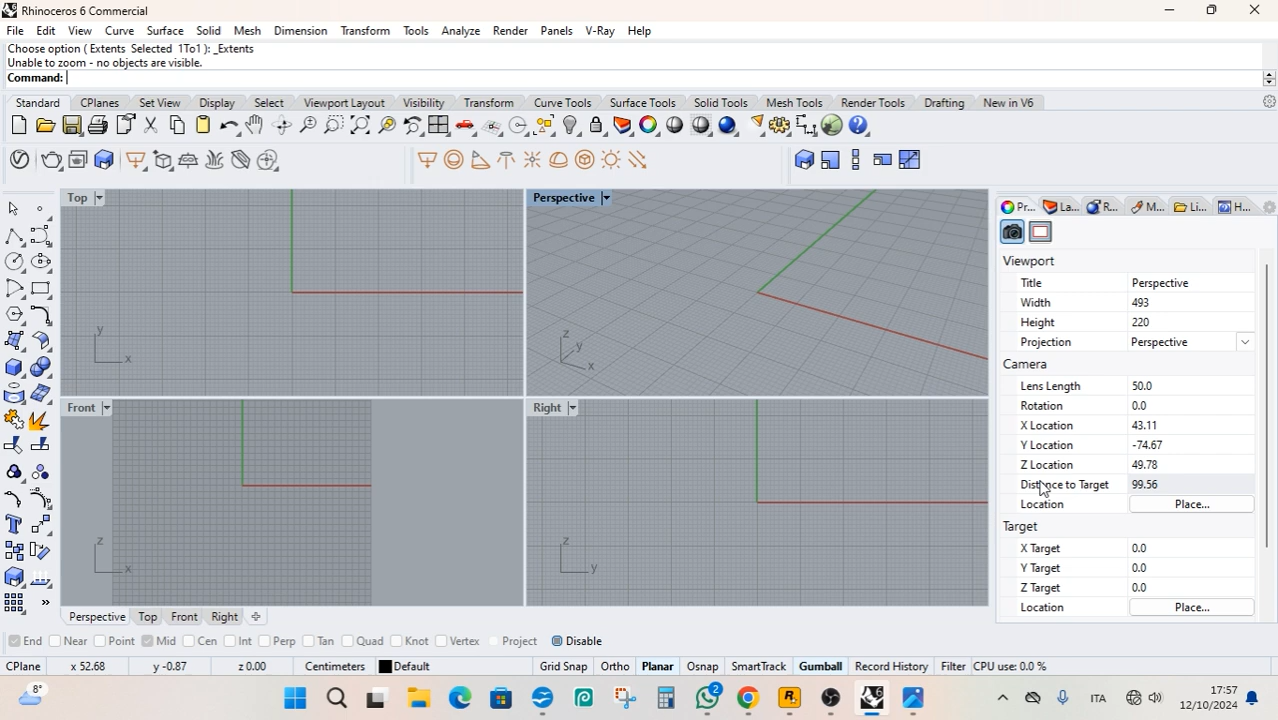 Rhinoceros 6 Commercial
File Edit View Curve Surface Solid Mesh Dimension Transform Tools Analyze Render Panels V-Ray Help
Choose option ( Extents Selected 1To1 ): _Extents
Unable to zoom - no objects are visible.
Command:
Standard CPlanes Set View Display Select Viewport Layout Visibility Transform Curve Tools Surface Tools Solid Tools Mesh Tools Render Tools Drafting New in V6
Top Perspective Pr... La... R... M... Li... H...
Viewport
Title Perspective
Width 493
Height 220
Projection Perspective
Camera
Lens Length 50.0
Rotation 0.0
X Location 43.11
Y Location -74.67
Z Location 49.78
Distance to Target 99.56
Location Place...
Target
X Target 0.0
Y Target 0.0
Z Target 0.0
Location Place...
y x
z y x
Front Right
z x
z y
Perspective Top Front Right
End Near Point Mid Cen Int Perp Tan Quad Knot Vertex Project Disable
CPlane x 52.68 y -0.87 z 0.00 Centimeters Default Grid Snap Ortho Planar Osnap SmartTrack Gumball Record History Filter CPU use: 0.0 %
8° 2 ITA 17:57
12/10/2024